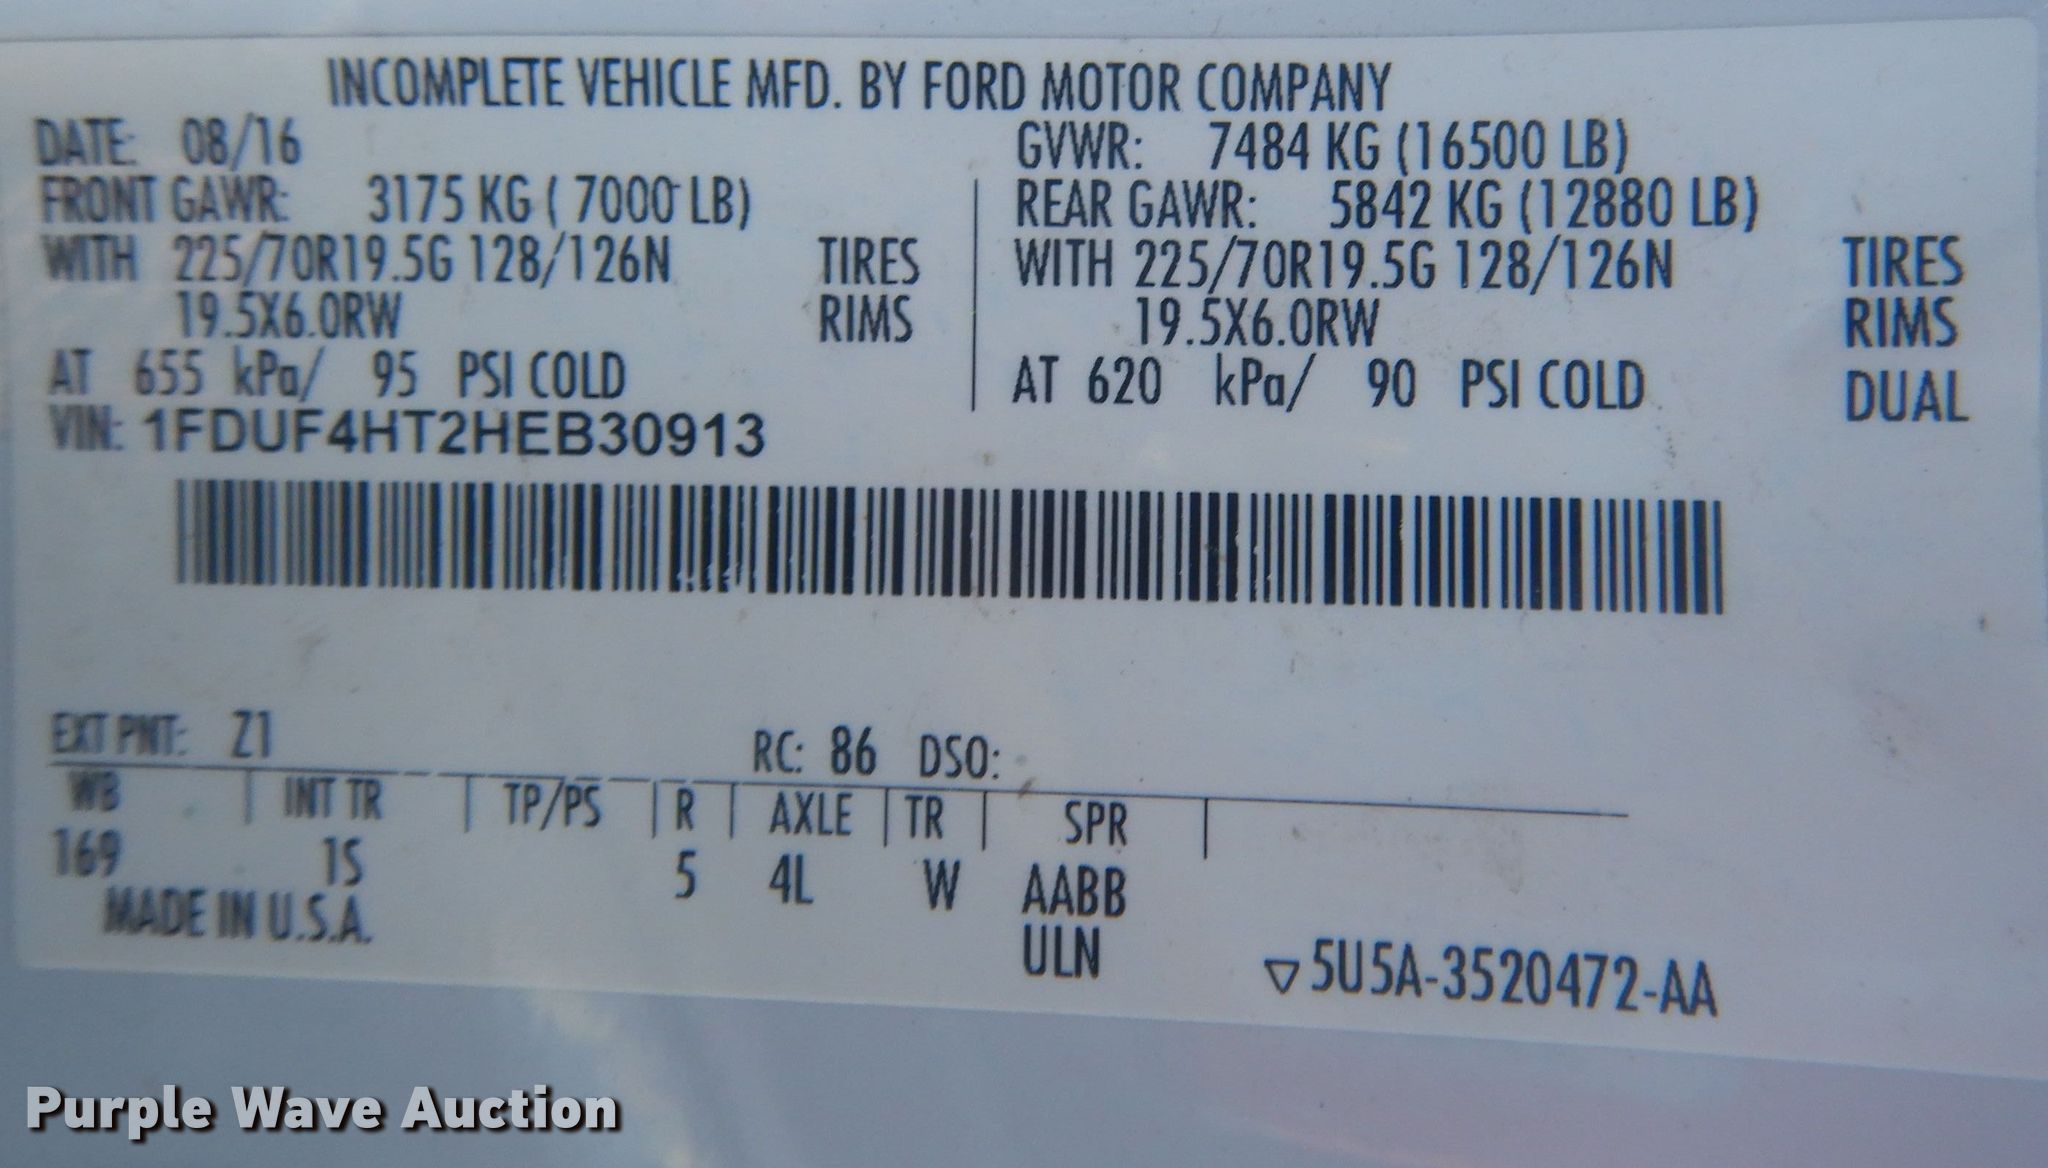 INCOMPLETE VEHICLE MFD. BY FORD MOTOR COMPANY
DATE: 08/16
GVWR: 7484 KG (16500 LB)
FRONT GAWR: 3175 KG ( 7000 LB)
WITH 225/70R19.5G 128/126N TIRES
19.5X6.0RW RIMS
AT 655 kPa/ 95 PSI COLD
REAR GAWR: 5842 KG (12880 LB)
WITH 225/70R19.5G 128/126N TIRES
19.5X6.0RW RIMS
AT 620 kPa/ 90 PSI COLD DUAL
VIN: 1FDUF4HT2HEB30913
EXT PNT: Z1 RC: 86 DSO:
WB INT TR TP/PS R AXLE TR SPR
169 1S 5 4L W AABB
MADE IN U.S.A. ULN
▽5U5A-3520472-AA
Purple Wave Auction